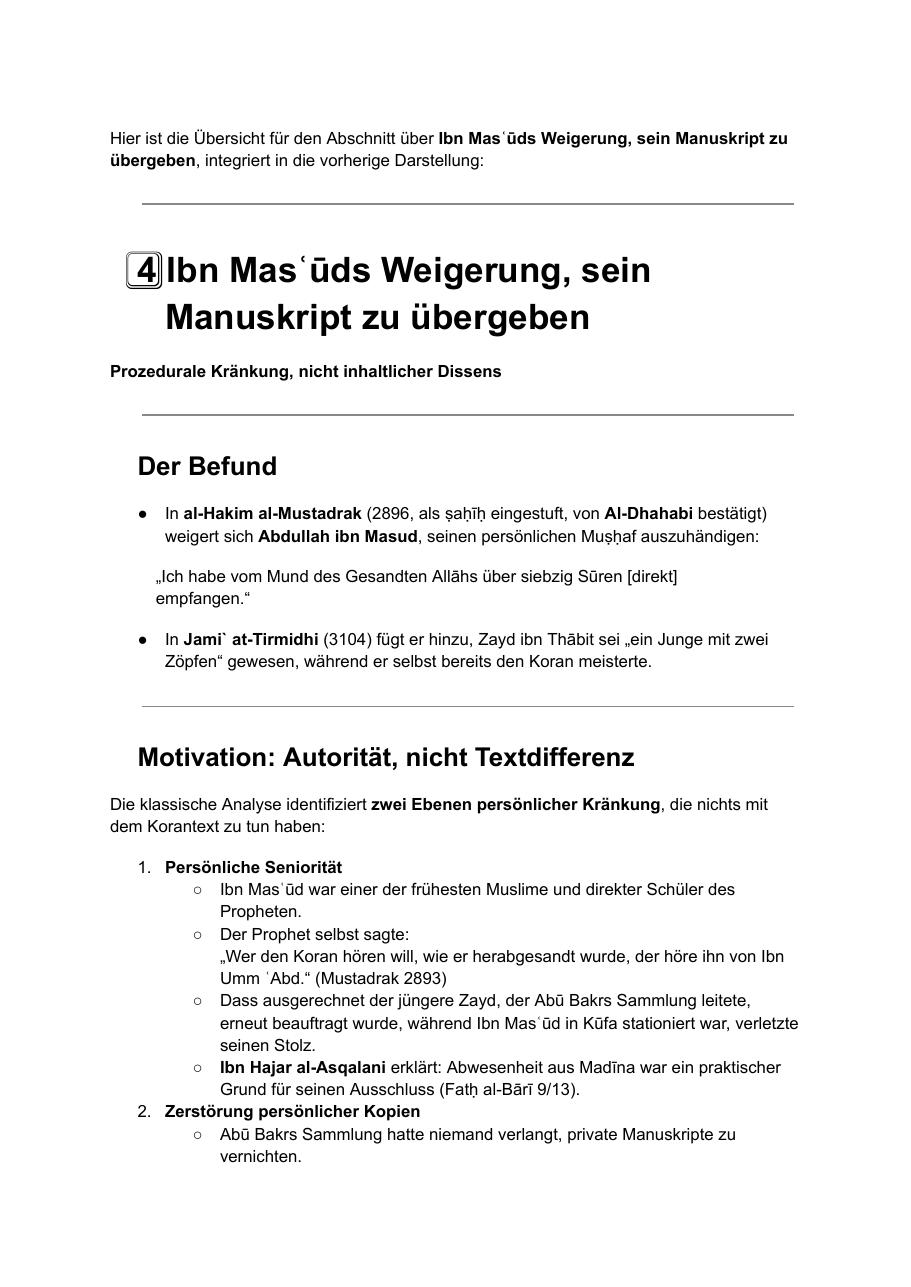 Hier ist die Übersicht für den Abschnitt über Ibn Masʿūds Weigerung, sein Manuskript zu
übergeben, integriert in die vorherige Darstellung:
4 Ibn Masʿūds Weigerung, sein
Manuskript zu übergeben
Prozedurale Kränkung, nicht inhaltlicher Dissens
Der Befund
● In al-Hakim al-Mustadrak (2896, als ṣaḥīḥ eingestuft, von Al-Dhahabi bestätigt)
weigert sich Abdullah ibn Masud, seinen persönlichen Muṣḥaf auszuhändigen:
„Ich habe vom Mund des Gesandten Allāhs über siebzig Sūren [direkt]
empfangen.“
● In Jami` at-Tirmidhi (3104) fügt er hinzu, Zayd ibn Thābit sei „ein Junge mit zwei
Zöpfen“ gewesen, während er selbst bereits den Koran meisterte.
Motivation: Autorität, nicht Textdifferenz
Die klassische Analyse identifiziert zwei Ebenen persönlicher Kränkung, die nichts mit
dem Korantext zu tun haben:
1. Persönliche Seniorität
○ Ibn Masʿūd war einer der frühesten Muslime und direkter Schüler des
Propheten.
○ Der Prophet selbst sagte:
„Wer den Koran hören will, wie er herabgesandt wurde, der höre ihn von Ibn
Umm ʿAbd.“ (Mustadrak 2893)
○ Dass ausgerechnet der jüngere Zayd, der Abū Bakrs Sammlung leitete,
erneut beauftragt wurde, während Ibn Masʿūd in Kūfa stationiert war, verletzte
seinen Stolz.
○ Ibn Hajar al-Asqalani erklärt: Abwesenheit aus Madīna war ein praktischer
Grund für seinen Ausschluss (Fatḥ al-Bārī 9/13).
2. Zerstörung persönlicher Kopien
○ Abū Bakrs Sammlung hatte niemand verlangt, private Manuskripte zu
vernichten.